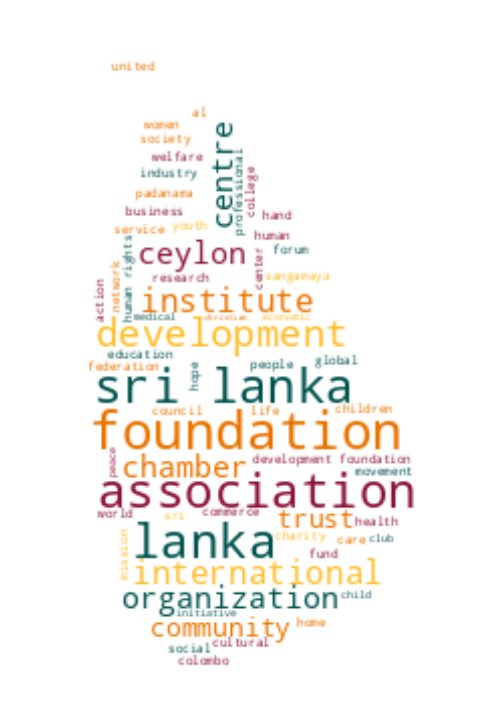 united
al
women
society
centre
welfare
professional
industry
college
padanama
business
hand
service
youth
human
human rights
ceylon
forum
center
network
research
sangamaya
action
institute
medical
christian
economic
development
education
global
federation
hope
people
sri lanka
council
life
children
foundation
peace
chamber
development foundation
movement
association
world
sri
commerce
trust
health
lanka
charity
care
club
mission
fund
international
organization
child
initiative
community
home
social
cultural
colombo